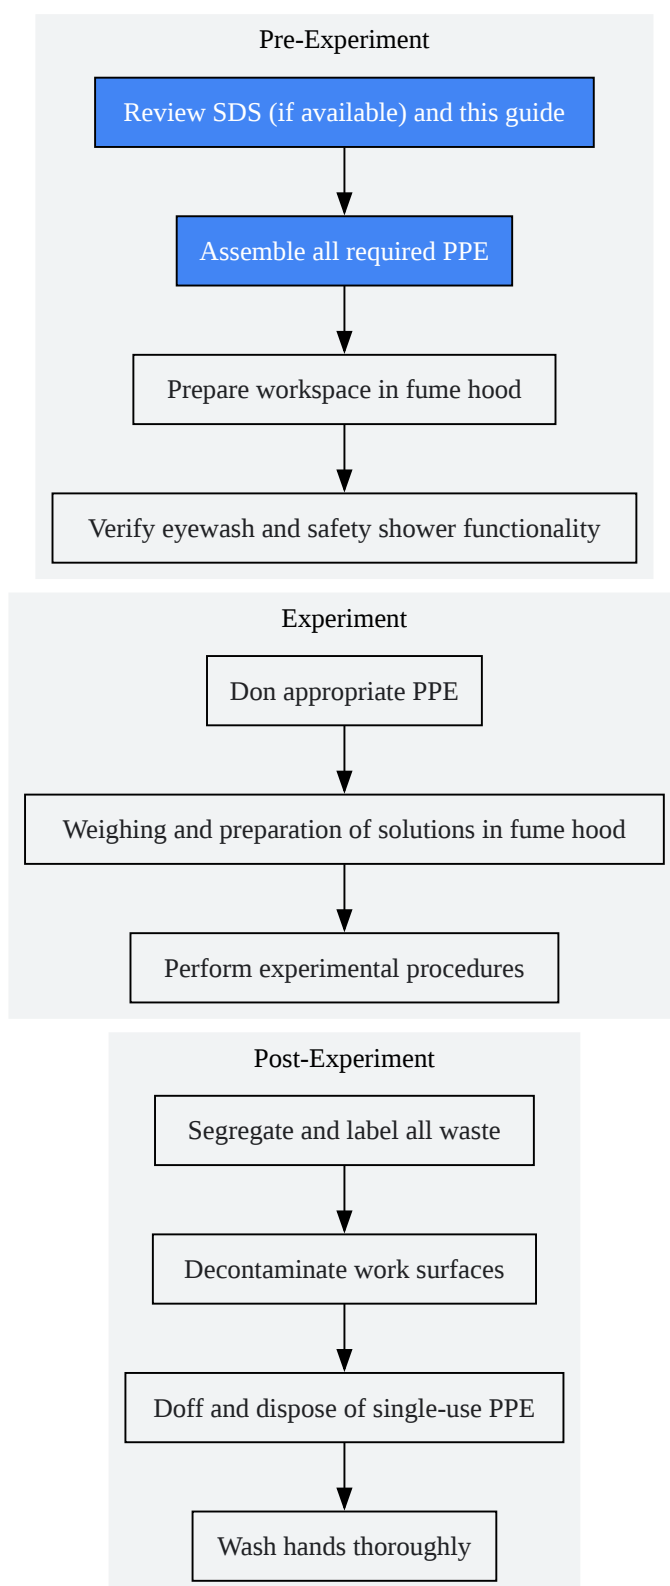 Pre-Experiment
Review SDS (if available) and this guide
Assemble all required PPE
Prepare workspace in fume hood
Verify eyewash and safety shower functionality
Experiment
Don appropriate PPE
Weighing and preparation of solutions in fume hood
Perform experimental procedures
Post-Experiment
Segregate and label all waste
Decontaminate work surfaces
Doff and dispose of single-use PPE
Wash hands thoroughly